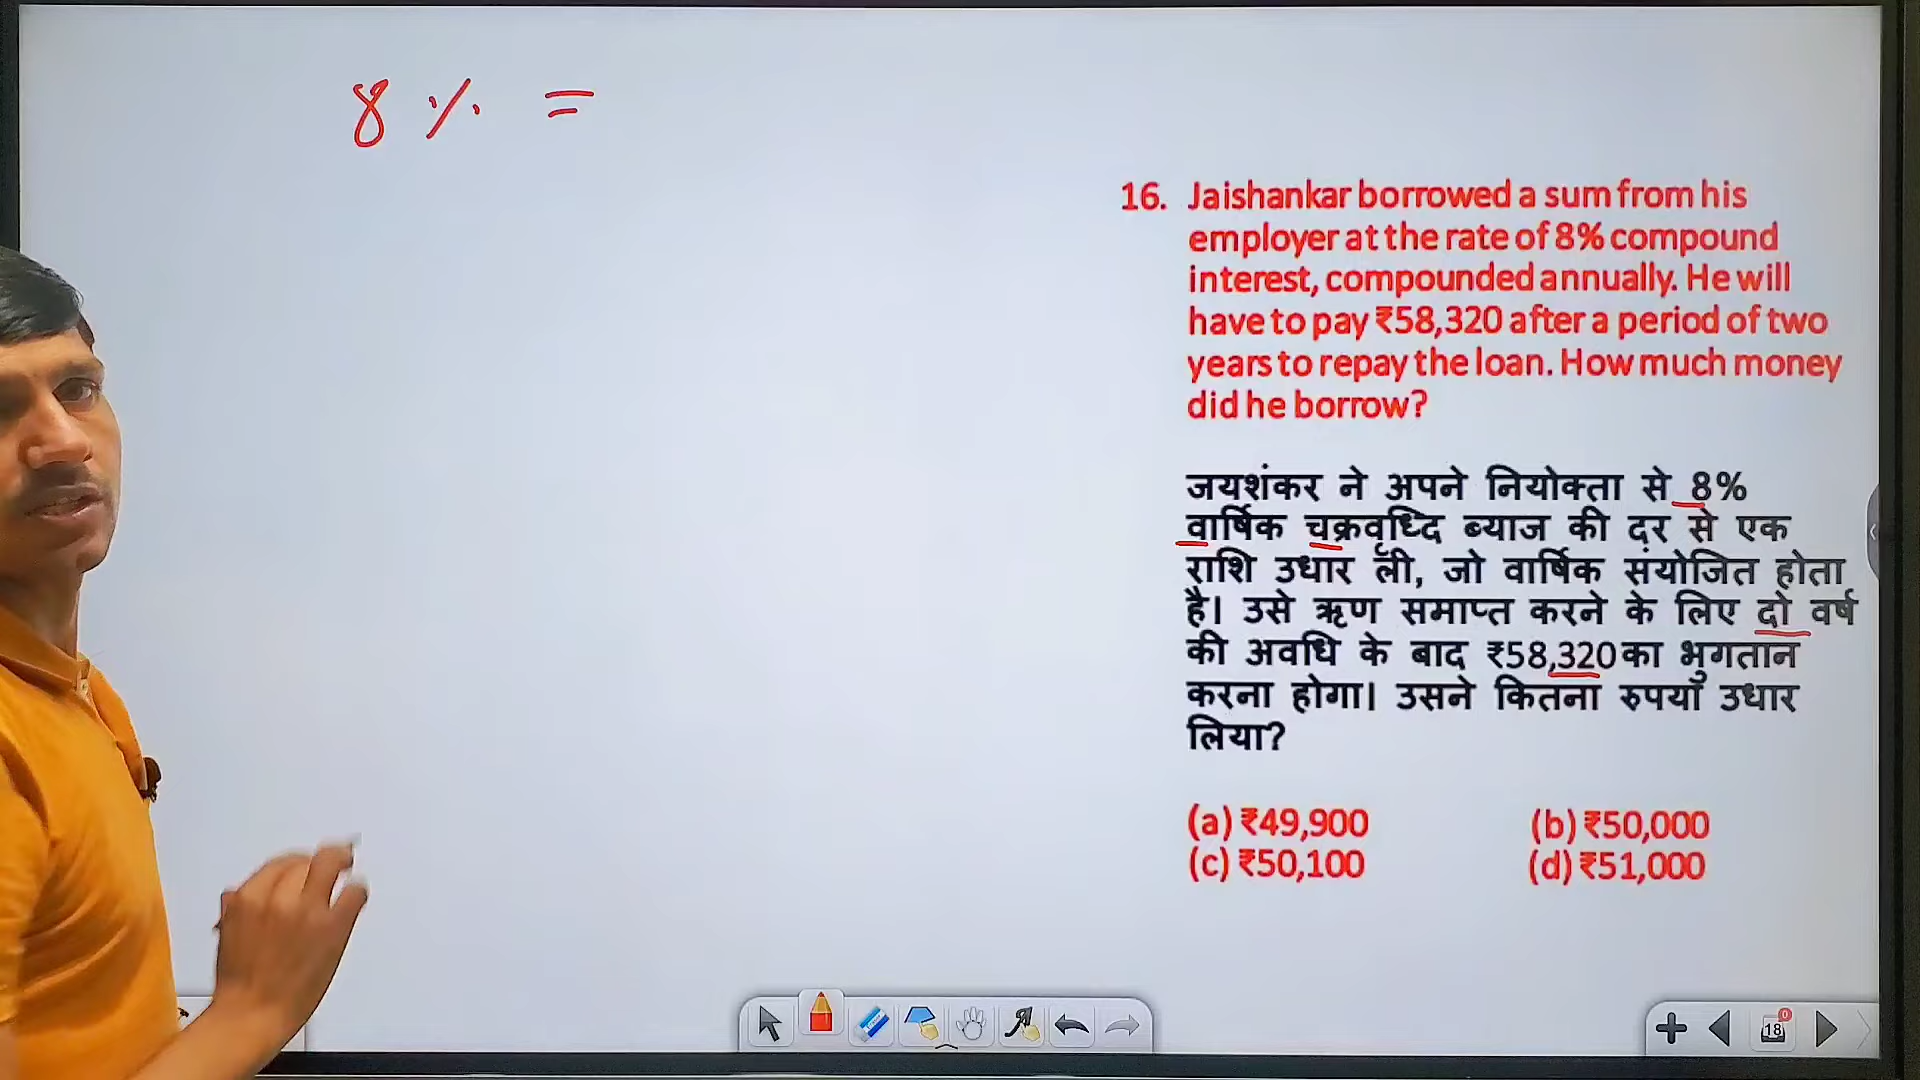 8 % =
16. Jaishankar borrowed a sum from his
employer at the rate of 8% compound
interest, compounded annually. He will
have to pay ₹58,320 after a period of two
years to repay the loan. How much money
did he borrow?
जयशंकर ने अपने नियोक्ता से 8%
वार्षिक चक्रवृध्दि ब्याज की दर से एक
राशि उधार ली, जो वार्षिक संयोजित होता
है। उसे ऋण समाप्त करने के लिए दो वर्ष
की अवधि के बाद ₹58,320 का भुगतान
करना होगा। उसने कितना रुपया उधार
लिया?
(a) ₹49,900 (b) ₹50,000
(c) ₹50,100 (d) ₹51,000
18
0